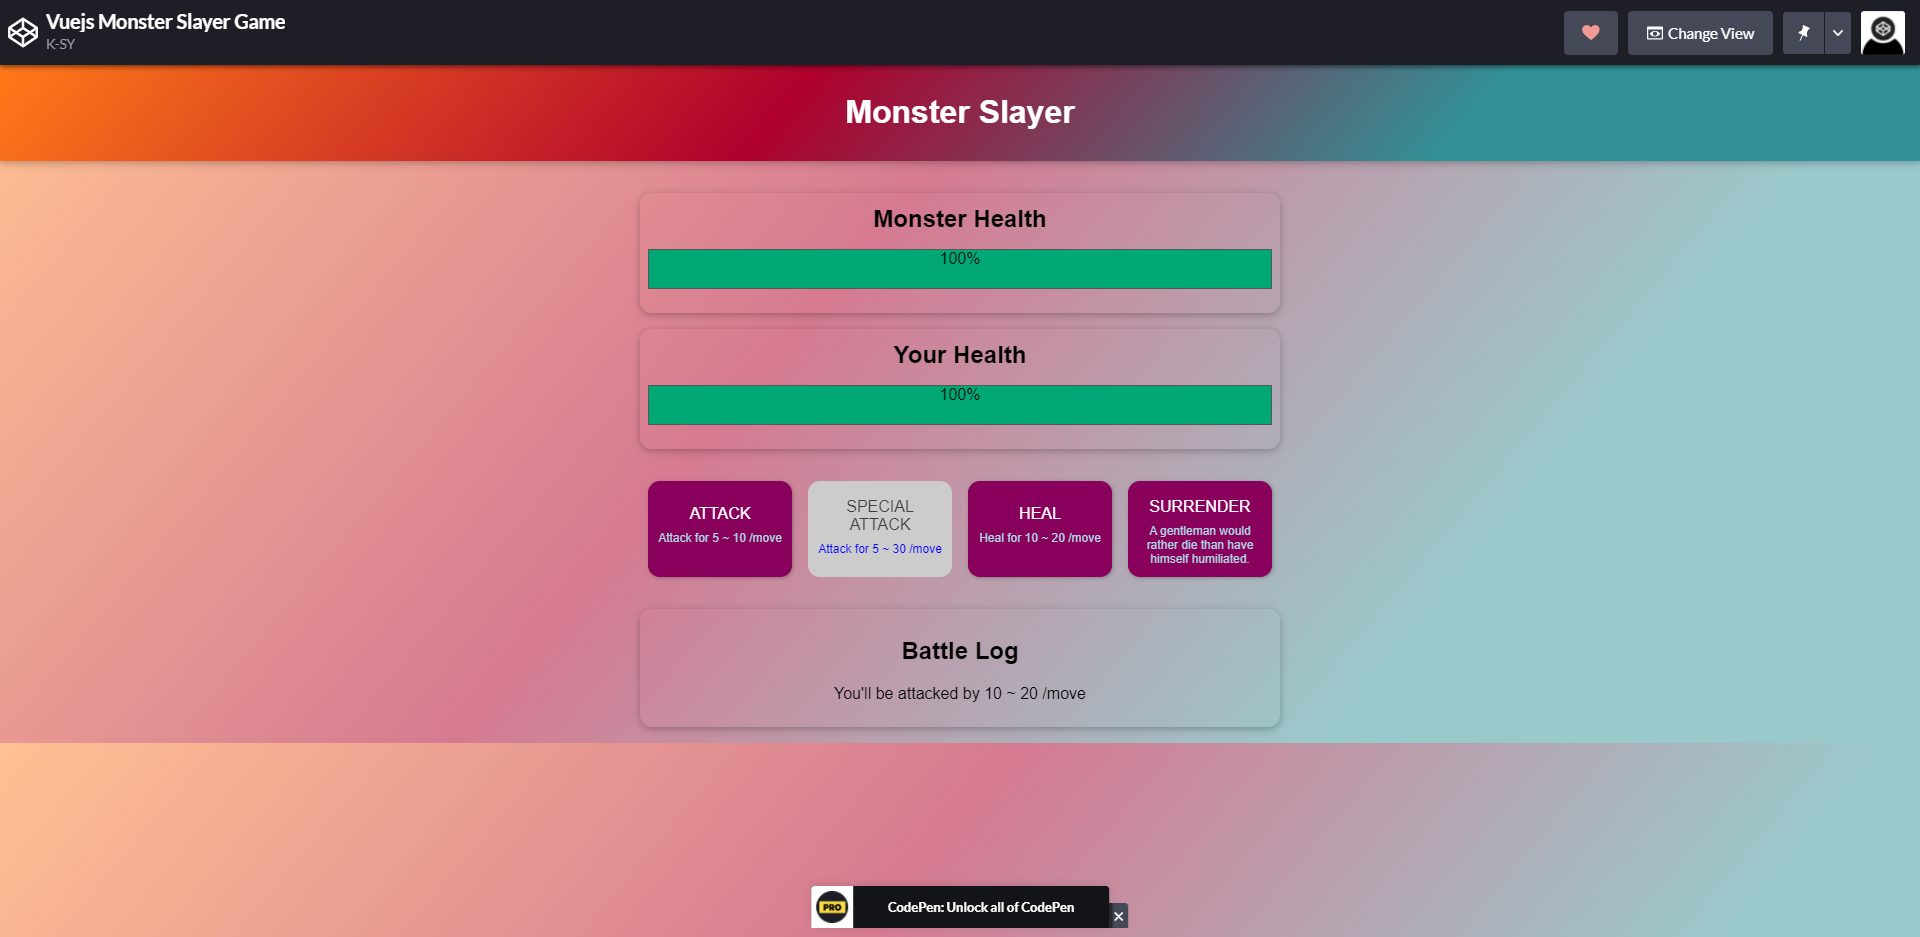 Vuejs Monster Slayer Game
K-SY
Change View
Monster Slayer
Monster Health
100%
Your Health
100%
ATTACK
Attack for 5 ~ 10 /move
SPECIAL
ATTACK
Attack for 5 ~ 30 /move
HEAL
Heal for 10 ~ 20 /move
SURRENDER
A gentleman would
rather die than have
himself humiliated.
Battle Log
You'll be attacked by 10 ~ 20 /move
PRO
CodePen: Unlock all of CodePen